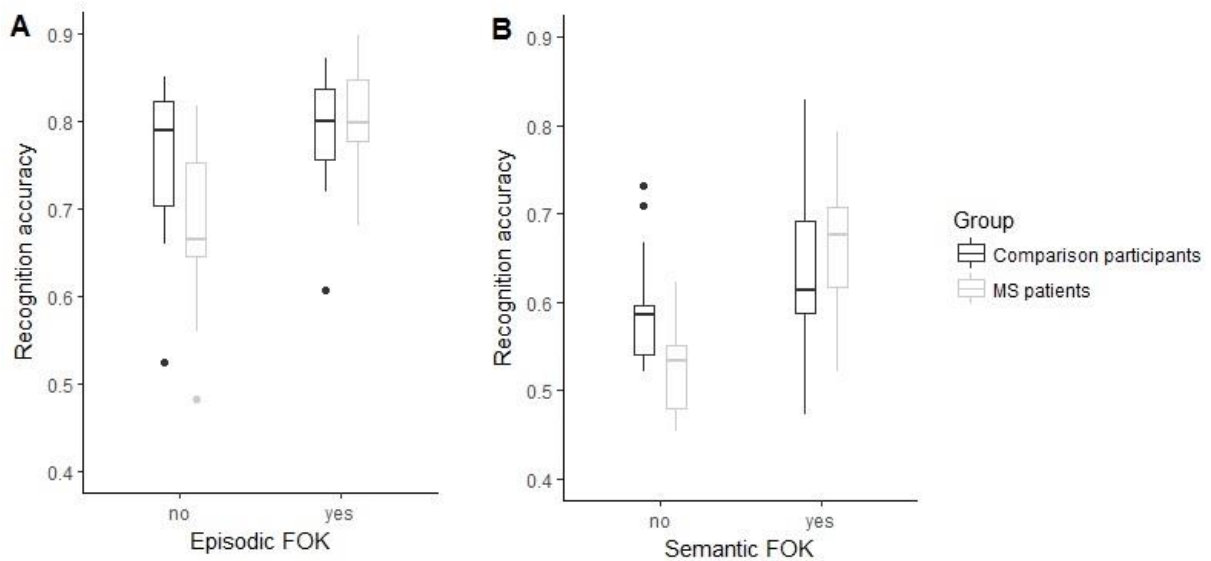 A
0.9
0.8
0.7
0.6
0.5
0.4
Recognition accuracy
no yes
Episodic FOK
B
0.9
0.8
0.7
0.6
0.5
0.4
Recognition accuracy
no yes
Semantic FOK
Group
Comparison participants
MS patients